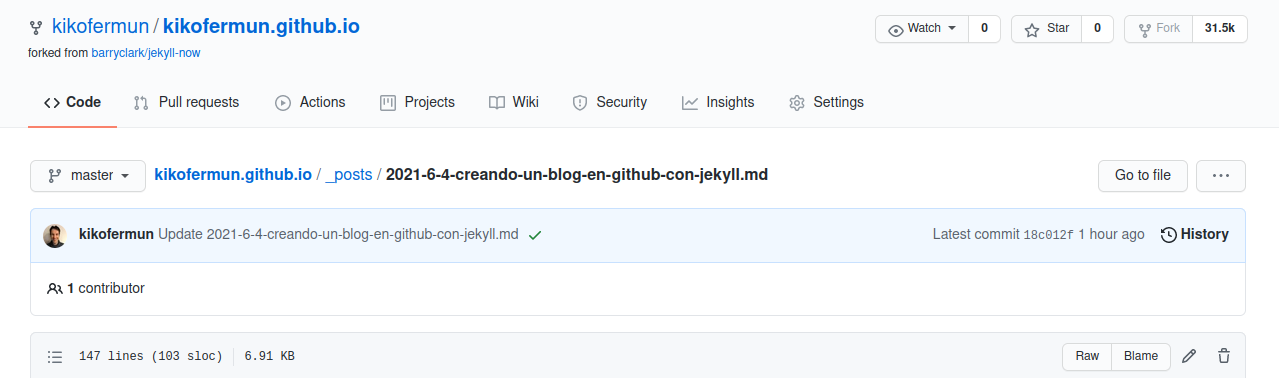 kikofermun / kikofermun.github.io
Watch 0 Star 0 Fork 31.5k
forked from barryclark/jekyll-now
Code Pull requests Actions Projects Wiki Security Insights Settings
master kikofermun.github.io / _posts / 2021-6-4-creando-un-blog-en-github-con-jekyll.md Go to file ...
kikofermun Update 2021-6-4-creando-un-blog-en-github-con-jekyll.md Latest commit 18c012f 1 hour ago History
1 contributor
147 lines (103 sloc) 6.91 KB Raw Blame